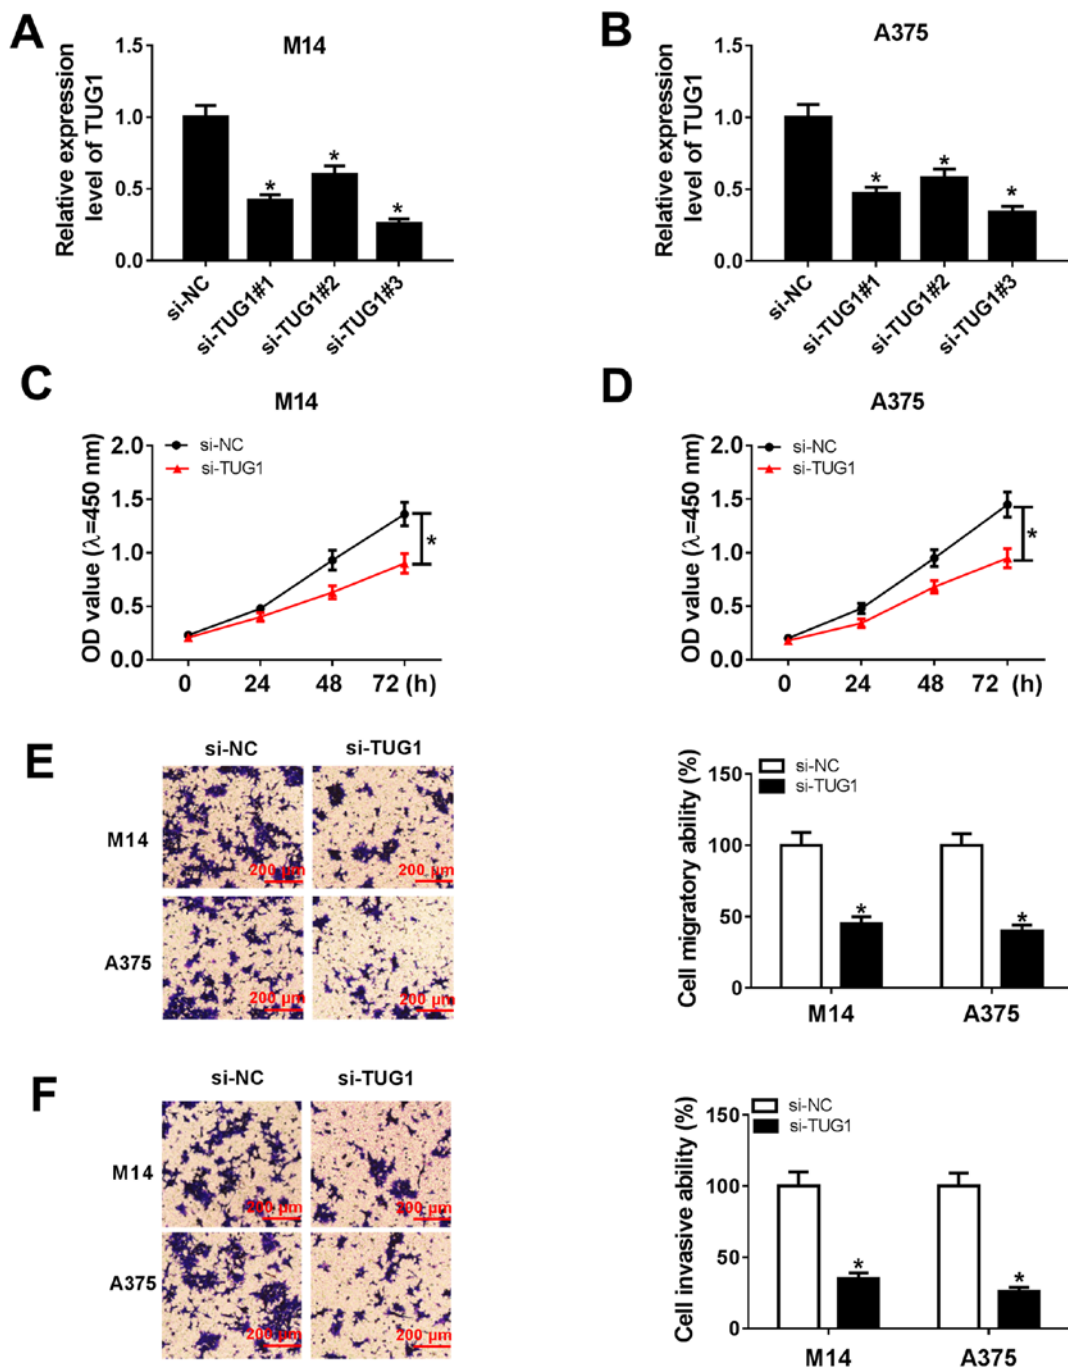 A
M14
Relative expression
level of TUG1
1.5
1.0
0.5
0.0
*
*
*
si-NC
si-TUG1#1
si-TUG1#2
si-TUG1#3
B
A375
Relative expression
level of TUG1
1.5
1.0
0.5
0.0
*
*
*
si-NC
si-TUG1#1
si-TUG1#2
si-TUG1#3
C
M14
OD value (λ=450 nm)
2.0
1.5
1.0
0.5
0.0
si-NC
si-TUG1
*
0 24 48 72 (h)
D
A375
OD value (λ=450 nm)
2.0
1.5
1.0
0.5
0.0
si-NC
si-TUG1
*
0 24 48 72 (h)
E
si-NC si-TUG1
M14
200 μm 200 μm
A375
200 μm 200 μm
Cell migratory ability (%)
150
100
50
0
si-NC
si-TUG1
*
*
M14 A375
F
si-NC si-TUG1
M14
200 μm 200 μm
A375
200 μm 200 μm
Cell invasive ability (%)
150
100
50
0
si-NC
si-TUG1
*
*
M14 A375